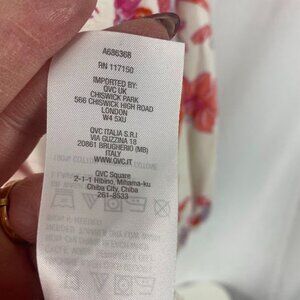 A686368
RN 117150
IMPORTED BY:
QVC UK
CHISWICK PARK
566 CHISWICK HIGH ROAD
LONDON
W4 5XU
QVC ITALIA S.R.I
VIA GUZZINA 18
20861 BRUGHERIO (MB)
ITALY
WWW.QVC.IT
QVC Square
2-1-1 Hibino, Mihama-ku
Chiba City, Chiba
261-8533